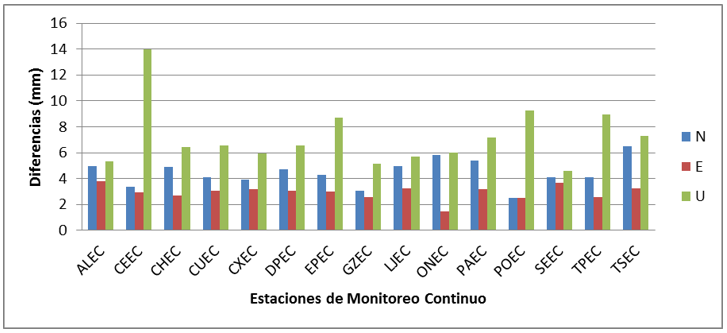 16
14
12
10
8
6
4
2
0
Diferencias (mm)
ALEC CEEC CHEC CUEC CXEC DPEC EPEC GZEC LJEC ONEC PAEC POEC SEEC TPEC TSEC
Estaciones de Monitoreo Continuo
N
E
U